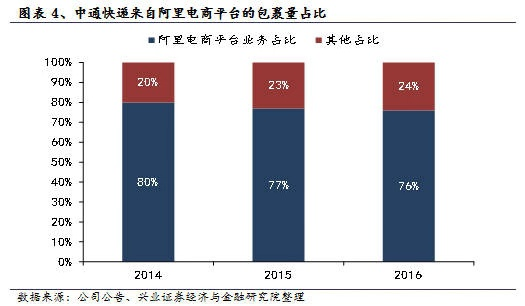 图表 4、中通快递来自阿里电商平台的包裹量占比
阿里电商平台业务占比 其他占比
100%
90%
80%
70%
60%
50%
40%
30%
20%
10%
0%
20% 23% 24%
80% 77% 76%
2014 2015 2016
数据来源：公司公告、兴业证券经济与金融研究院整理